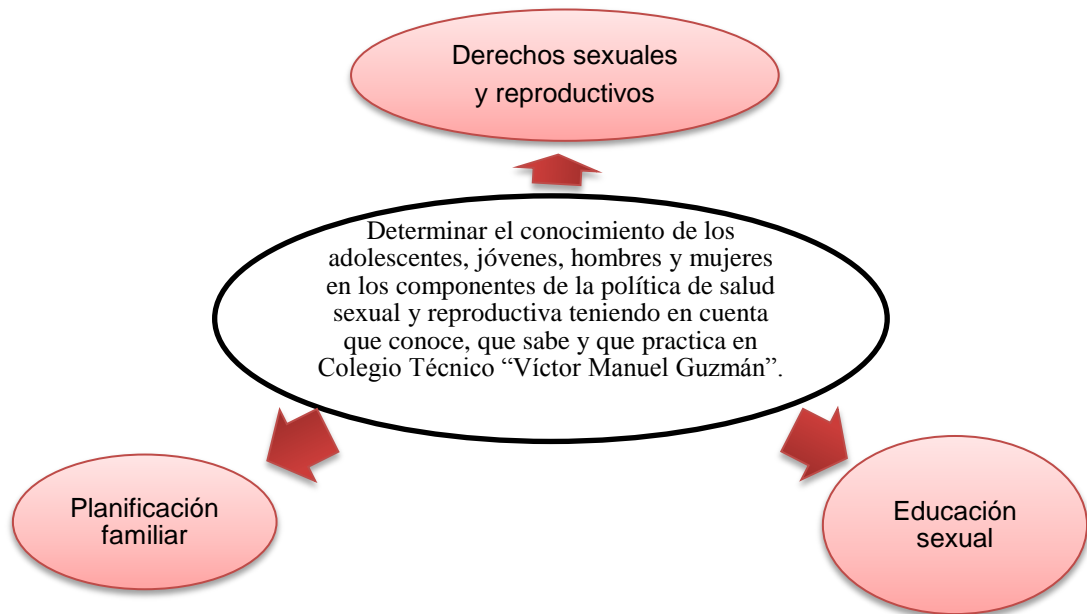 Derechos sexuales
y reproductivos
Determinar el conocimiento de los
adolescentes, jóvenes, hombres y mujeres
en los componentes de la política de salud
sexual y reproductiva teniendo en cuenta
que conoce, que sabe y que practica en
Colegio Técnico “Víctor Manuel Guzmán”.
Planificación
familiar
Educación
sexual